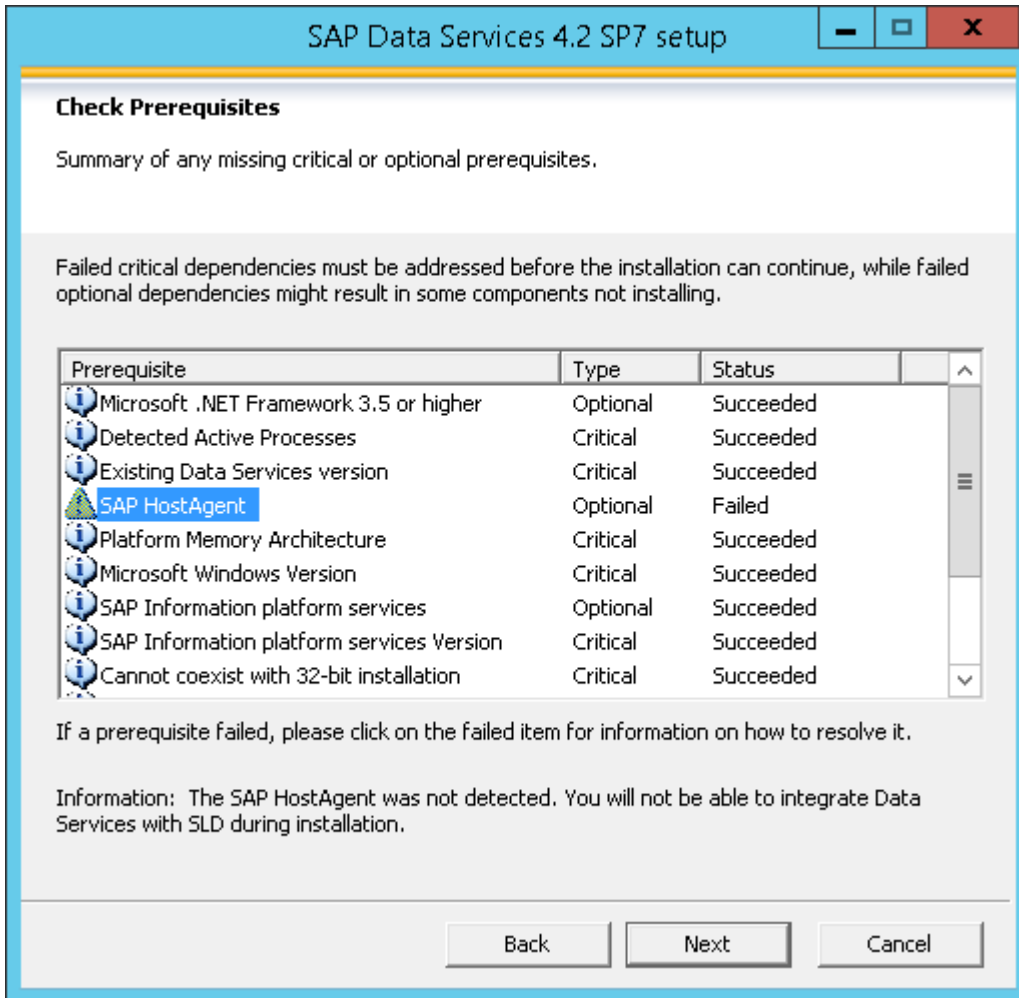 SAP Data Services 4.2 SP7 setup
Check Prerequisites
Summary of any missing critical or optional prerequisites.
Failed critical dependencies must be addressed before the installation can continue, while failed
optional dependencies might result in some components not installing.
Prerequisite Type Status
Microsoft .NET Framework 3.5 or higher Optional Succeeded
Detected Active Processes Critical Succeeded
Existing Data Services version Critical Succeeded
SAP HostAgent Optional Failed
Platform Memory Architecture Critical Succeeded
Microsoft Windows Version Critical Succeeded
SAP Information platform services Optional Succeeded
SAP Information platform services Version Critical Succeeded
Cannot coexist with 32-bit installation Critical Succeeded
If a prerequisite failed, please click on the failed item for information on how to resolve it.
Information: The SAP HostAgent was not detected. You will not be able to integrate Data
Services with SLD during installation.
Back Next Cancel